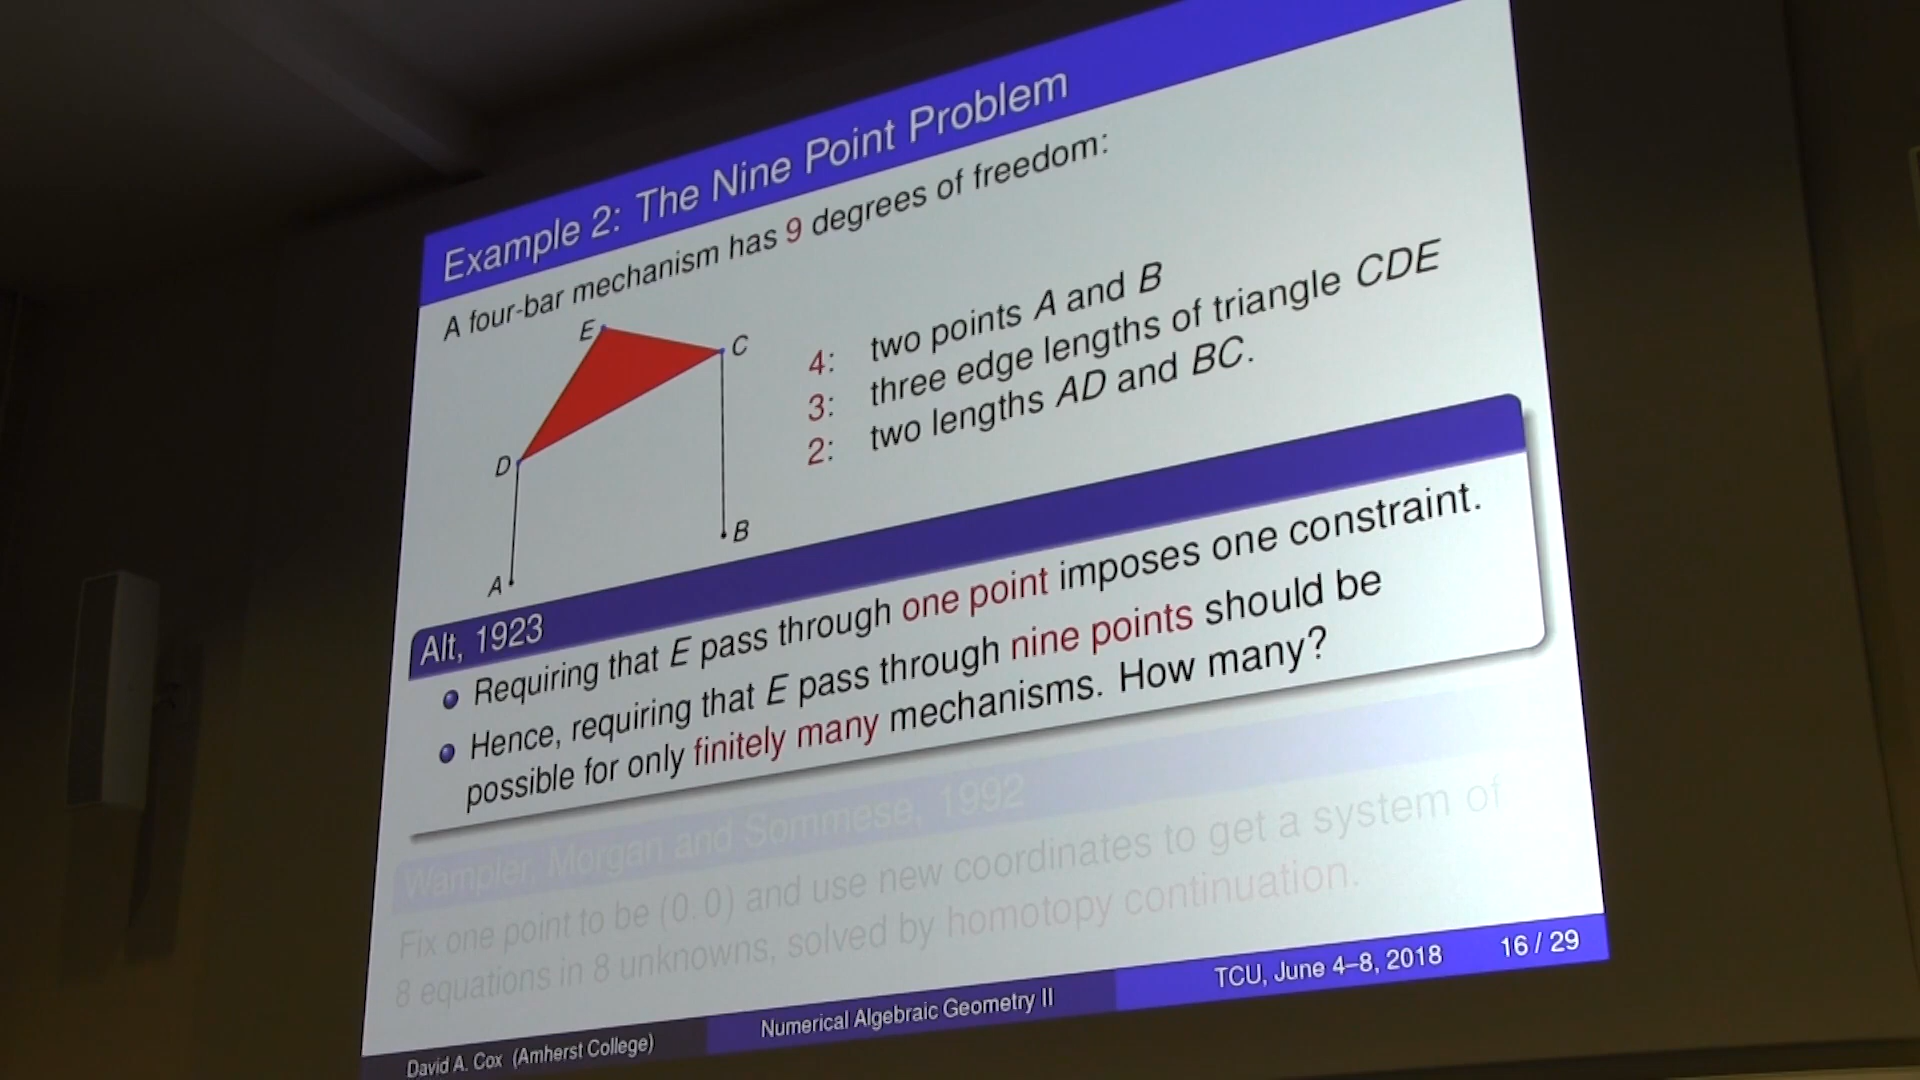 Example 2: The Nine Point Problem
A four-bar mechanism has 9 degrees of freedom:
E
C
D
B
A
4: two points A and B
3: three edge lengths of triangle CDE
2: two lengths AD and BC.
Alt, 1923
Requiring that E pass through one point imposes one constraint.
Hence, requiring that E pass through nine points should be
possible for only finitely many mechanisms. How many?
Wampler, Morgan and Sommese, 1992
Fix one point to be (0,0) and use new coordinates to get a system of
8 equations in 8 unknowns, solved by homotopy continuation.
David A. Cox (Amherst College)
Numerical Algebraic Geometry II
TCU, June 4–8, 2018
16 / 29